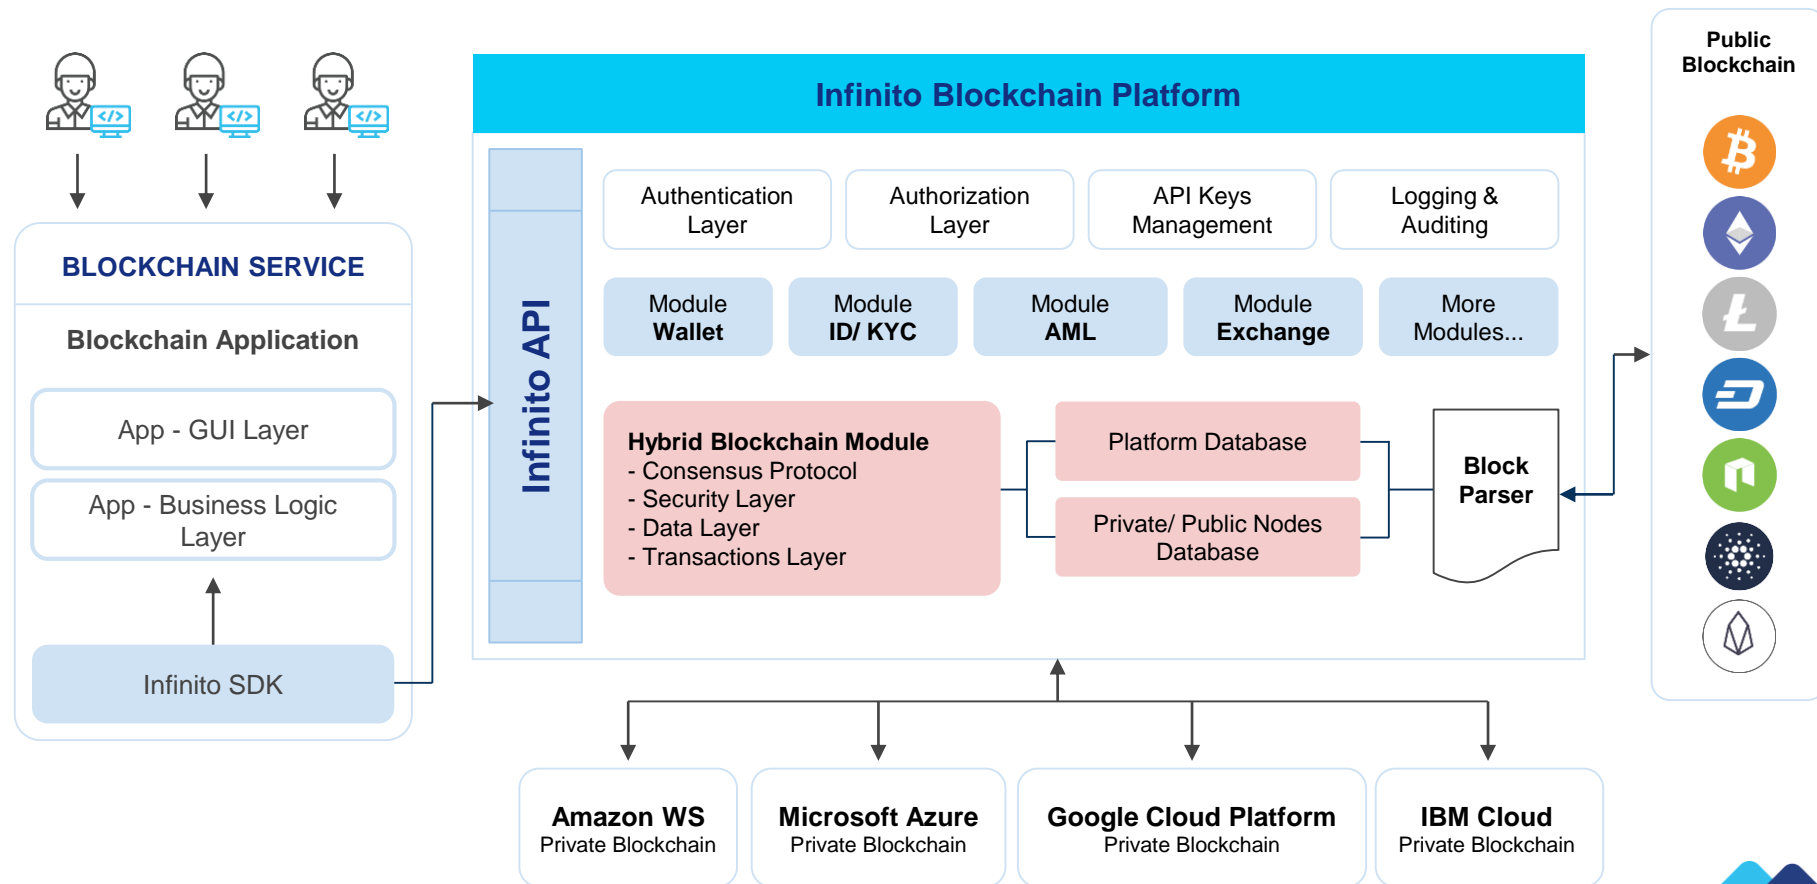 Public
Blockchain
Infinito Blockchain Platform
</>
</>
</>
BLOCKCHAIN SERVICE
Blockchain Application
App - GUI Layer
App - Business Logic
Layer
Infinito SDK
Infinito API
Authentication
Layer
Authorization
Layer
API Keys
Management
Logging &
Auditing
Module
Wallet
Module
ID/ KYC
Module
AML
Module
Exchange
More
Modules...
Hybrid Blockchain Module
- Consensus Protocol
- Security Layer
- Data Layer
- Transactions Layer
Platform Database
Private/ Public Nodes
Database
Block
Parser
Amazon WS
Private Blockchain
Microsoft Azure
Private Blockchain
Google Cloud Platform
Private Blockchain
IBM Cloud
Private Blockchain